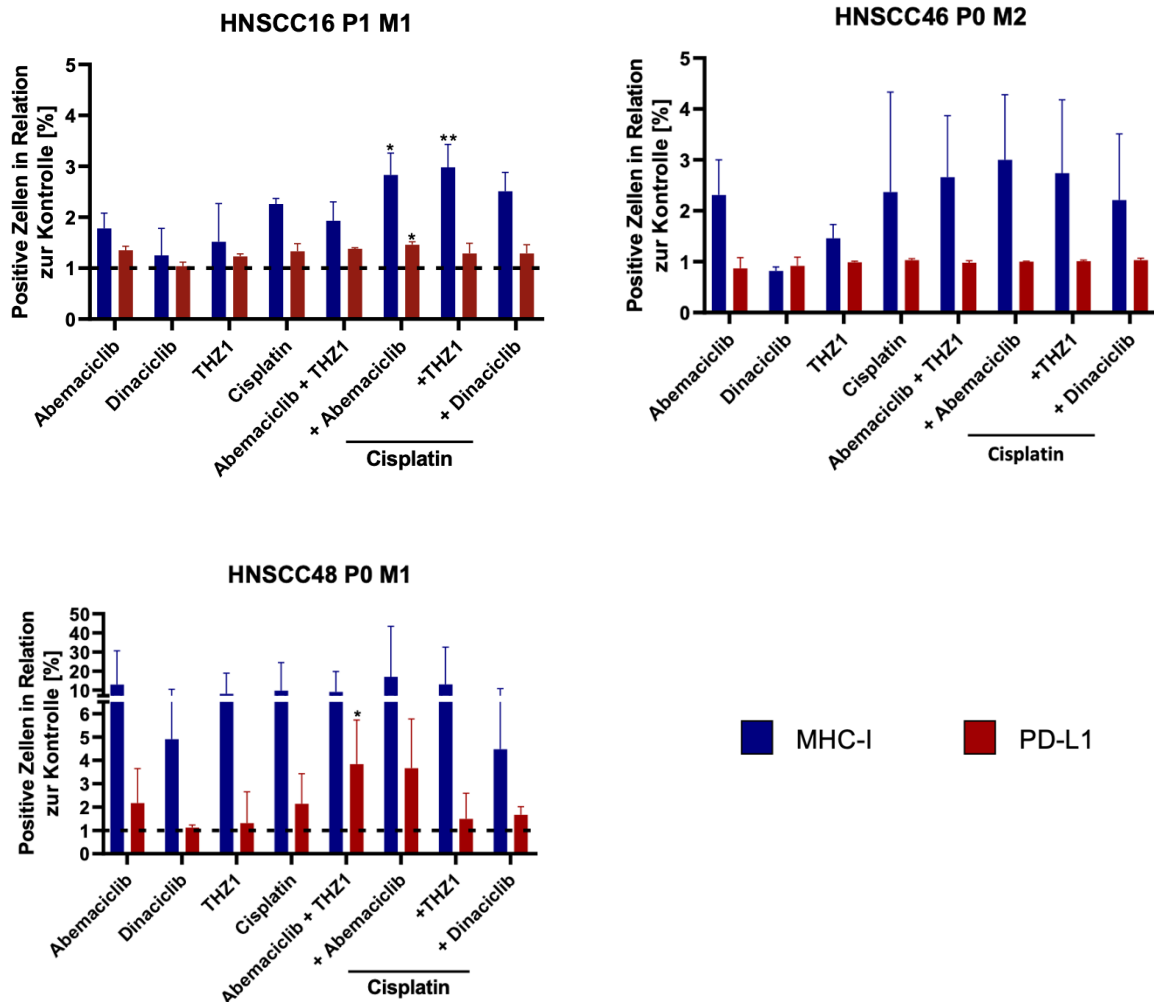 HNSCC16 P1 M1
Positive Zellen in Relation
zur Kontrolle [%]
5
4
3
2
1
0
*
**
*
Abemaciclib
Dinaciclib
THZ1
Cisplatin
Abemaciclib + THZ1
+ Abemaciclib
+THZ1
+ Dinaciclib
Cisplatin
HNSCC46 P0 M2
Positive Zellen in Relation
zur Kontrolle [%]
5
4
3
2
1
0
Abemaciclib
Dinaciclib
THZ1
Cisplatin
Abemaciclib + THZ1
+ Abemaciclib
+THZ1
+ Dinaciclib
Cisplatin
HNSCC48 P0 M1
Positive Zellen in Relation
zur Kontrolle [%]
50
40
30
20
10
6
5
4
3
2
1
0
*
Abemaciclib
Dinaciclib
THZ1
Cisplatin
Abemaciclib + THZ1
+ Abemaciclib
+THZ1
+ Dinaciclib
Cisplatin
MHC-I
PD-L1